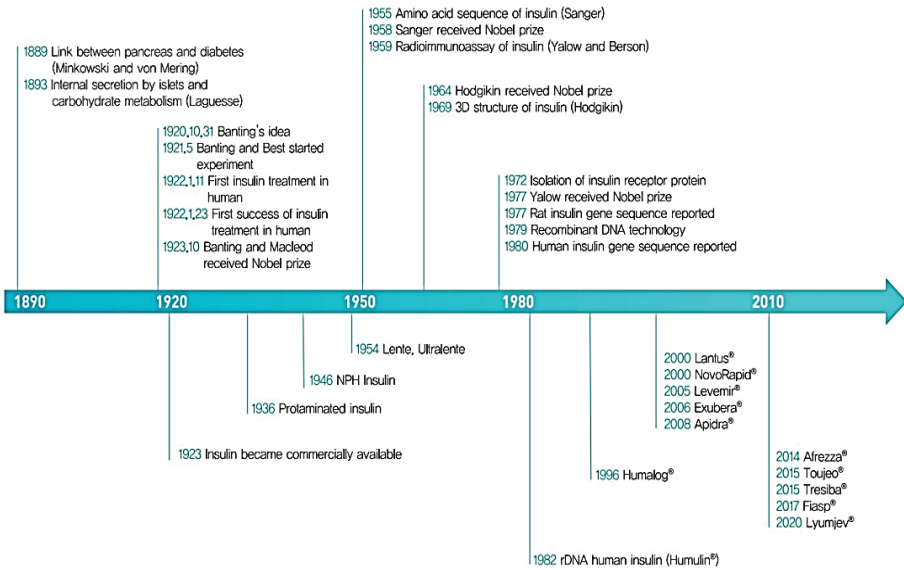 1955 Amino acid sequence of insulin (Sanger)
1958 Sanger received Nobel prize
1959 Radioimmunoassay of insulin (Yalow and Berson)
1889 Link between pancreas and diabetes
(Minkowski and von Mering)
1893 Internal secretion by islets and
carbohydrate metabolism (Laguesse)
1964 Hodgikin received Nobel prize
1969 3D structure of insulin (Hodgikin)
1920.10.31 Banting's idea
1921.5 Banting and Best started
experiment
1922.1.11 First insulin treatment in
human
1922.1.23 First success of insulin
treatment in human
1923.10 Banting and Macleod
received Nobel prize
1972 Isolation of insulin receptor protein
1977 Yalow received Nobel prize
1977 Rat insulin gene sequence reported
1979 Recombinant DNA technology
1980 Human insulin gene sequence reported
1890 1920 1950 1980 2010
1954 Lente, Ultralente
1946 NPH Insulin
1936 Protaminated insulin
1923 Insulin became commercially available
2000 Lantus®
2000 NovoRapid®
2005 Levemir®
2006 Exubera®
2008 Apidra®
1996 Humalog®
2014 Afrezza®
2015 Toujeo®
2015 Tresiba®
2017 Fiasp®
2020 Lyumjev®
1982 rDNA human insulin (Humulin®)